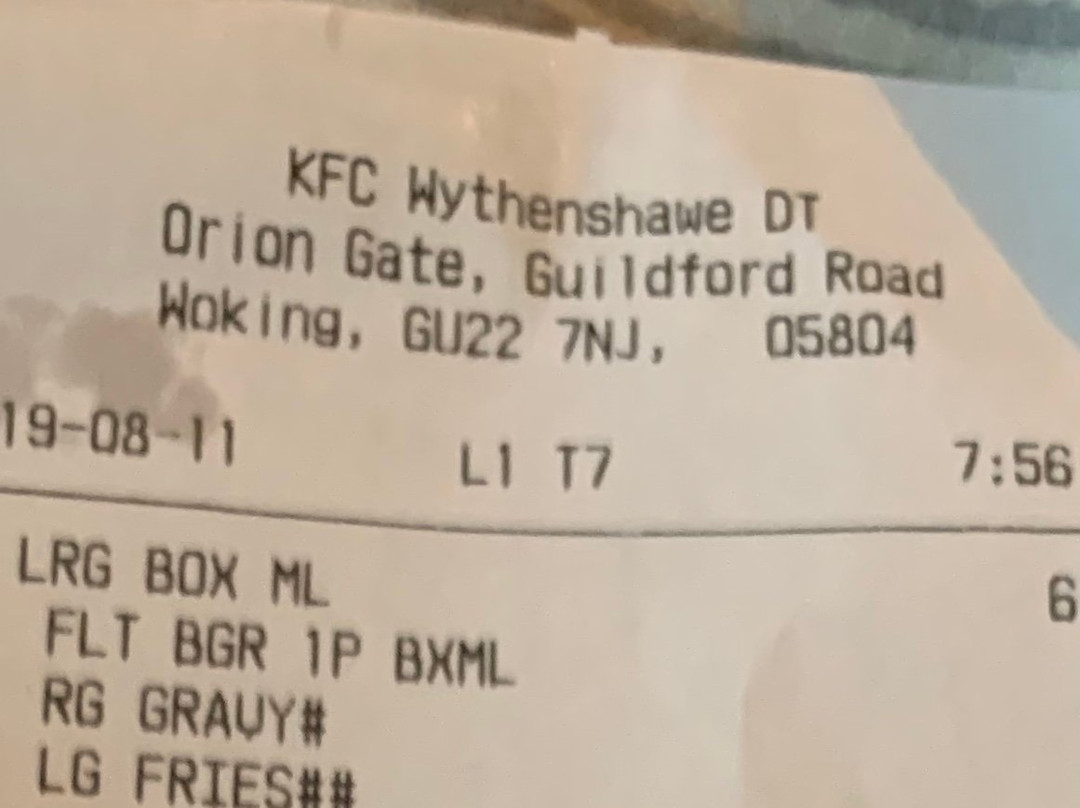 KFC Wythenshawe DT
Orion Gate, Guildford Road
Woking, GU22 7NJ, 05804
19-08-11 L1 T7 7:56
LRG BOX ML 6
FLT BGR 1P BXML
RG GRAVY#
LG FRIES##